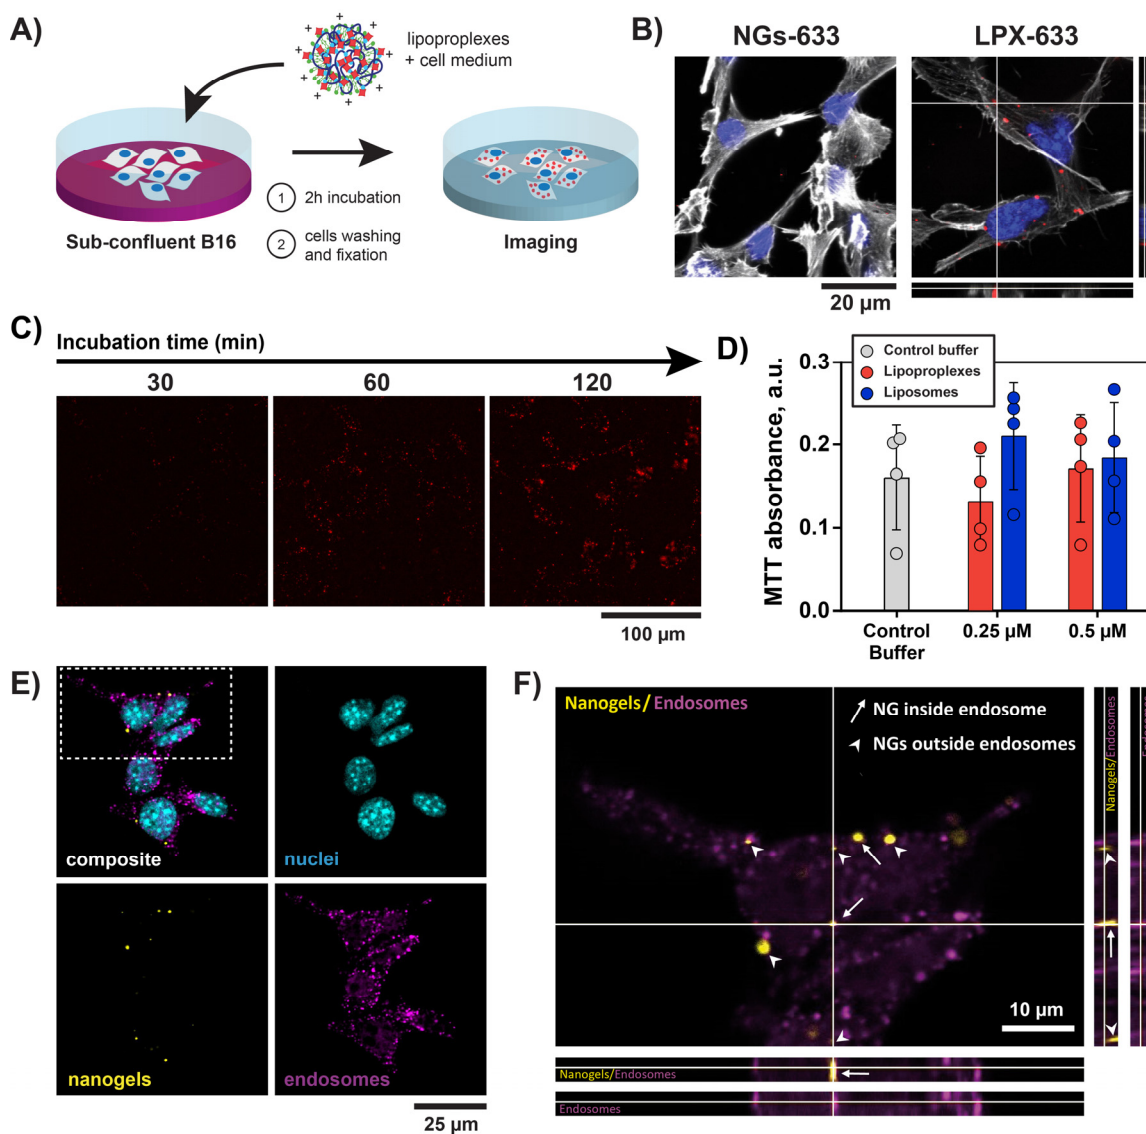 A)
lipoproplexes
+ cell medium
1 2h incubation
2 cells washing
and fixation
Sub-confluent B16
Imaging
B)
NGs-633
LPX-633
20 µm
C)
Incubation time (min)
30 60 120
100 µm
D)
Control buffer
Lipoproplexes
Liposomes
MTT absorbance, a.u.
0.3
0.2
0.1
0.0
Control
Buffer
0.25 µM
0.5 µM
E)
composite
nuclei
nanogels
endosomes
25 µm
F)
Nanogels/Endosomes
NG inside endosome
NGs outside endosomes
10 µm
Nanogels/Endosomes
Nanogels/Endosomes
Endosomes